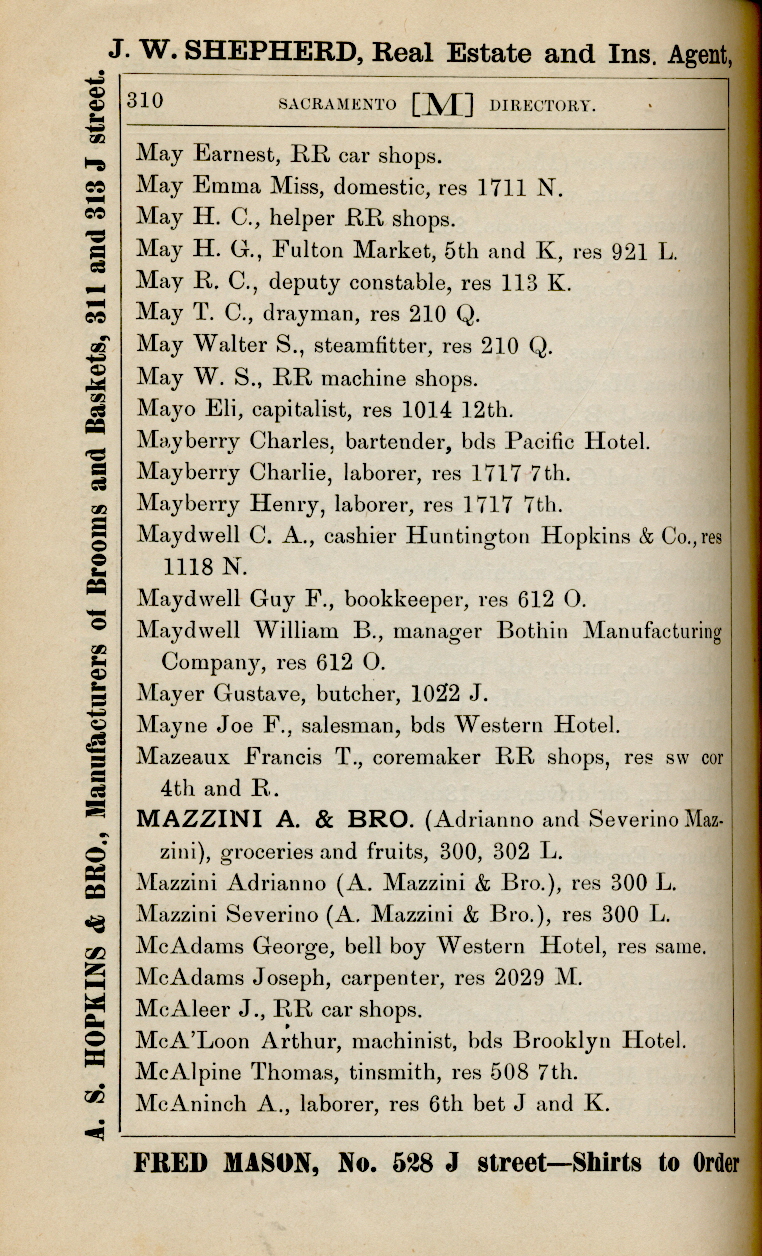 J. W. SHEPHERD, Real Estate and Ins. Agent,
A. S. HOPKINS & BRO., Manufacturers of Brooms and Baskets, 311 and 313 J street.
310 SACRAMENTO [M] DIRECTORY.
May Earnest, RR car shops.
May Emma Miss, domestic, res 1711 N.
May H. C., helper RR shops.
May H. G., Fulton Market, 5th and K, res 921 L.
May R. C., deputy constable, res 113 K.
May T. C., drayman, res 210 Q.
May Walter S., steamfitter, res 210 Q.
May W. S., RR machine shops.
Mayo Eli, capitalist, res 1014 12th.
Mayberry Charles, bartender, bds Pacific Hotel.
Mayberry Charlie, laborer, res 1717 7th.
Mayberry Henry, laborer, res 1717 7th.
Maydwell C. A., cashier Huntington Hopkins & Co., res
1118 N.
Maydwell Guy F., bookkeeper, res 612 O.
Maydwell William B., manager Bothin Manufacturing
Company, res 612 O.
Mayer Gustave, butcher, 1022 J.
Mayne Joe F., salesman, bds Western Hotel.
Mazeaux Francis T., coremaker RR shops, res sw cor
4th and R.
MAZZINI A. & BRO. (Adrianno and Severino Maz-
zini), groceries and fruits, 300, 302 L.
Mazzini Adrianno (A. Mazzini & Bro.), res 300 L.
Mazzini Severino (A. Mazzini & Bro.), res 300 L.
McAdams George, bell boy Western Hotel, res same.
McAdams Joseph, carpenter, res 2029 M.
McAleer J., RR car shops.
McA'Loon Arthur, machinist, bds Brooklyn Hotel.
McAlpine Thomas, tinsmith, res 508 7th.
McAninch A., laborer, res 6th bet J and K.
FRED MASON, No. 528 J street—Shirts to Order